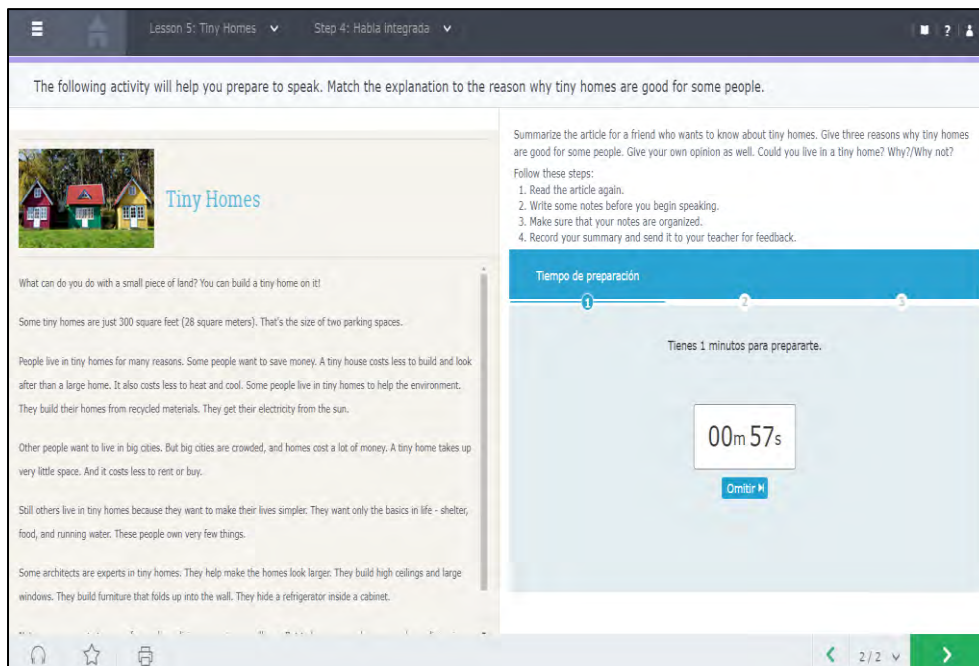 Lesson 5: Tiny Homes
Step 4: Habla integrada
?
The following activity will help you prepare to speak. Match the explanation to the reason why tiny homes are good for some people.
Tiny Homes
What can do you do with a small piece of land? You can build a tiny home on it!
Some tiny homes are just 300 square feet (28 square meters). That's the size of two parking spaces.
People live in tiny homes for many reasons. Some people want to save money. A tiny house costs less to build and look
after than a large home. It also costs less to heat and cool. Some people live in tiny homes to help the environment.
They build their homes from recycled materials. They get their electricity from the sun.
Other people want to live in big cities. But big cities are crowded, and homes cost a lot of money. A tiny home takes up
very little space. And it costs less to rent or buy.
Still others live in tiny homes because they want to make their lives simpler. They want only the basics in life - shelter,
food, and running water. These people own very few things.
Some architects are experts in tiny homes. They help make the homes look larger. They build high ceilings and large
windows. They build furniture that folds up into the wall. They hide a refrigerator inside a cabinet.
Summarize the article for a friend who wants to know about tiny homes. Give three reasons why tiny homes
are good for some people. Give your own opinion as well. Could you live in a tiny home? Why?/Why not?
Follow these steps:
1. Read the article again.
2. Write some notes before you begin speaking.
3. Make sure that your notes are organized.
4. Record your summary and send it to your teacher for feedback.
Tiempo de preparación
1 2 3
Tienes 1 minutos para prepararte.
00m 57s
Omitir
2 / 2